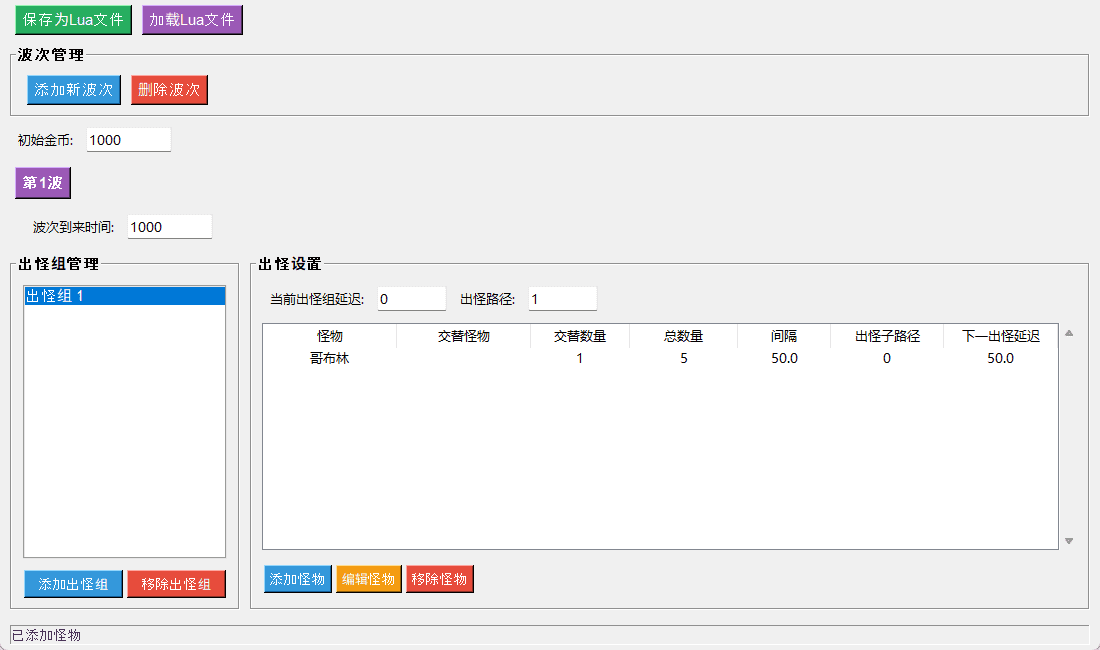 保存为Lua文件 加载Lua文件
波次管理
添加新波次 删除波次
初始金币: 1000
第1波
波次到来时间: 1000
出怪组管理
出怪组 1
添加出怪组 移除出怪组
出怪设置
当前出怪组延迟: 0 出怪路径: 1
怪物 交替怪物 交替数量 总数量 间隔 出怪子路径 下一出怪延迟
哥布林 1 5 50.0 0 50.0
添加怪物 编辑怪物 移除怪物
已添加怪物